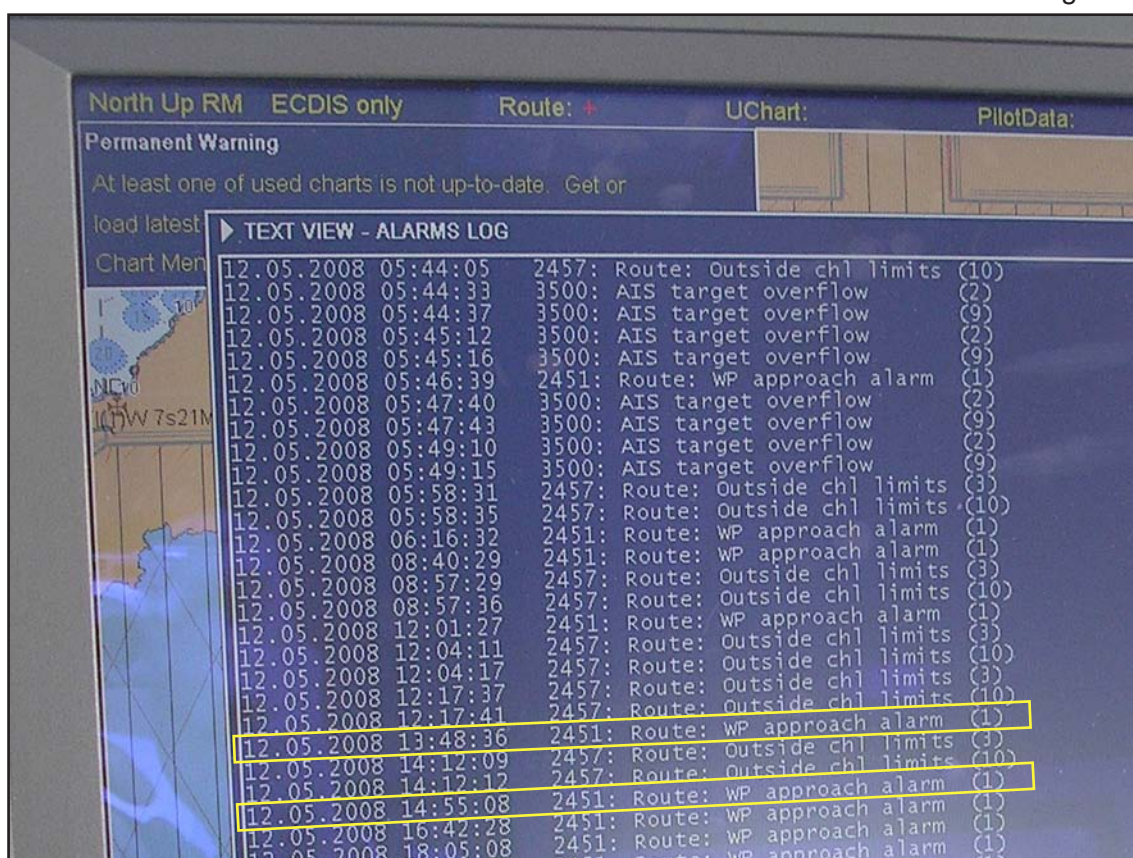 North Up RM ECDIS only Route: + UChart: PilotData:
Permanent Warning
At least one of used charts is not up-to-date. Get or
load latest
Chart Men
TEXT VIEW - ALARMS LOG
12.05.2008 05:44:05 2457: Route: Outside chl limits (10)
12.05.2008 05:44:33 3500: AIS target overflow (2)
12.05.2008 05:44:37 3500: AIS target overflow (9)
12.05.2008 05:45:12 3500: AIS target overflow (2)
12.05.2008 05:45:16 3500: AIS target overflow (9)
12.05.2008 05:46:39 2451: Route: WP approach alarm (1)
12.05.2008 05:47:40 3500: AIS target overflow (2)
12.05.2008 05:47:43 3500: AIS target overflow (9)
12.05.2008 05:49:10 3500: AIS target overflow (2)
12.05.2008 05:49:15 3500: AIS target overflow (9)
12.05.2008 05:58:31 2457: Route: Outside chl limits (3)
12.05.2008 05:58:35 2457: Route: Outside chl limits (10)
12.05.2008 06:16:32 2451: Route: WP approach alarm (1)
12.05.2008 08:40:29 2451: Route: WP approach alarm (1)
12.05.2008 08:57:29 2457: Route: Outside chl limits (3)
12.05.2008 08:57:36 2457: Route: Outside chl limits (10)
12.05.2008 12:01:27 2451: Route: WP approach alarm (1)
12.05.2008 12:04:11 2457: Route: Outside chl limits (3)
12.05.2008 12:04:17 2457: Route: Outside chl limits (10)
12.05.2008 12:17:37 2457: Route: Outside chl limits (3)
12.05.2008 12:17:41 2457: Route: Outside chl limits (10)
12.05.2008 13:48:36 2451: Route: WP approach alarm (1)
12.05.2008 14:12:09 2457: Route: Outside chl limits (3)
12.05.2008 14:12:12 2457: Route: Outside chl limits (10)
12.05.2008 14:55:08 2451: Route: WP approach alarm (1)
12.05.2008 16:42:28 2451: Route: WP approach alarm (1)
12.05.2008 18:05:08 2451: Route: WP approach alarm (1)
WP approach alarm (1)
10
15
20
7s21M